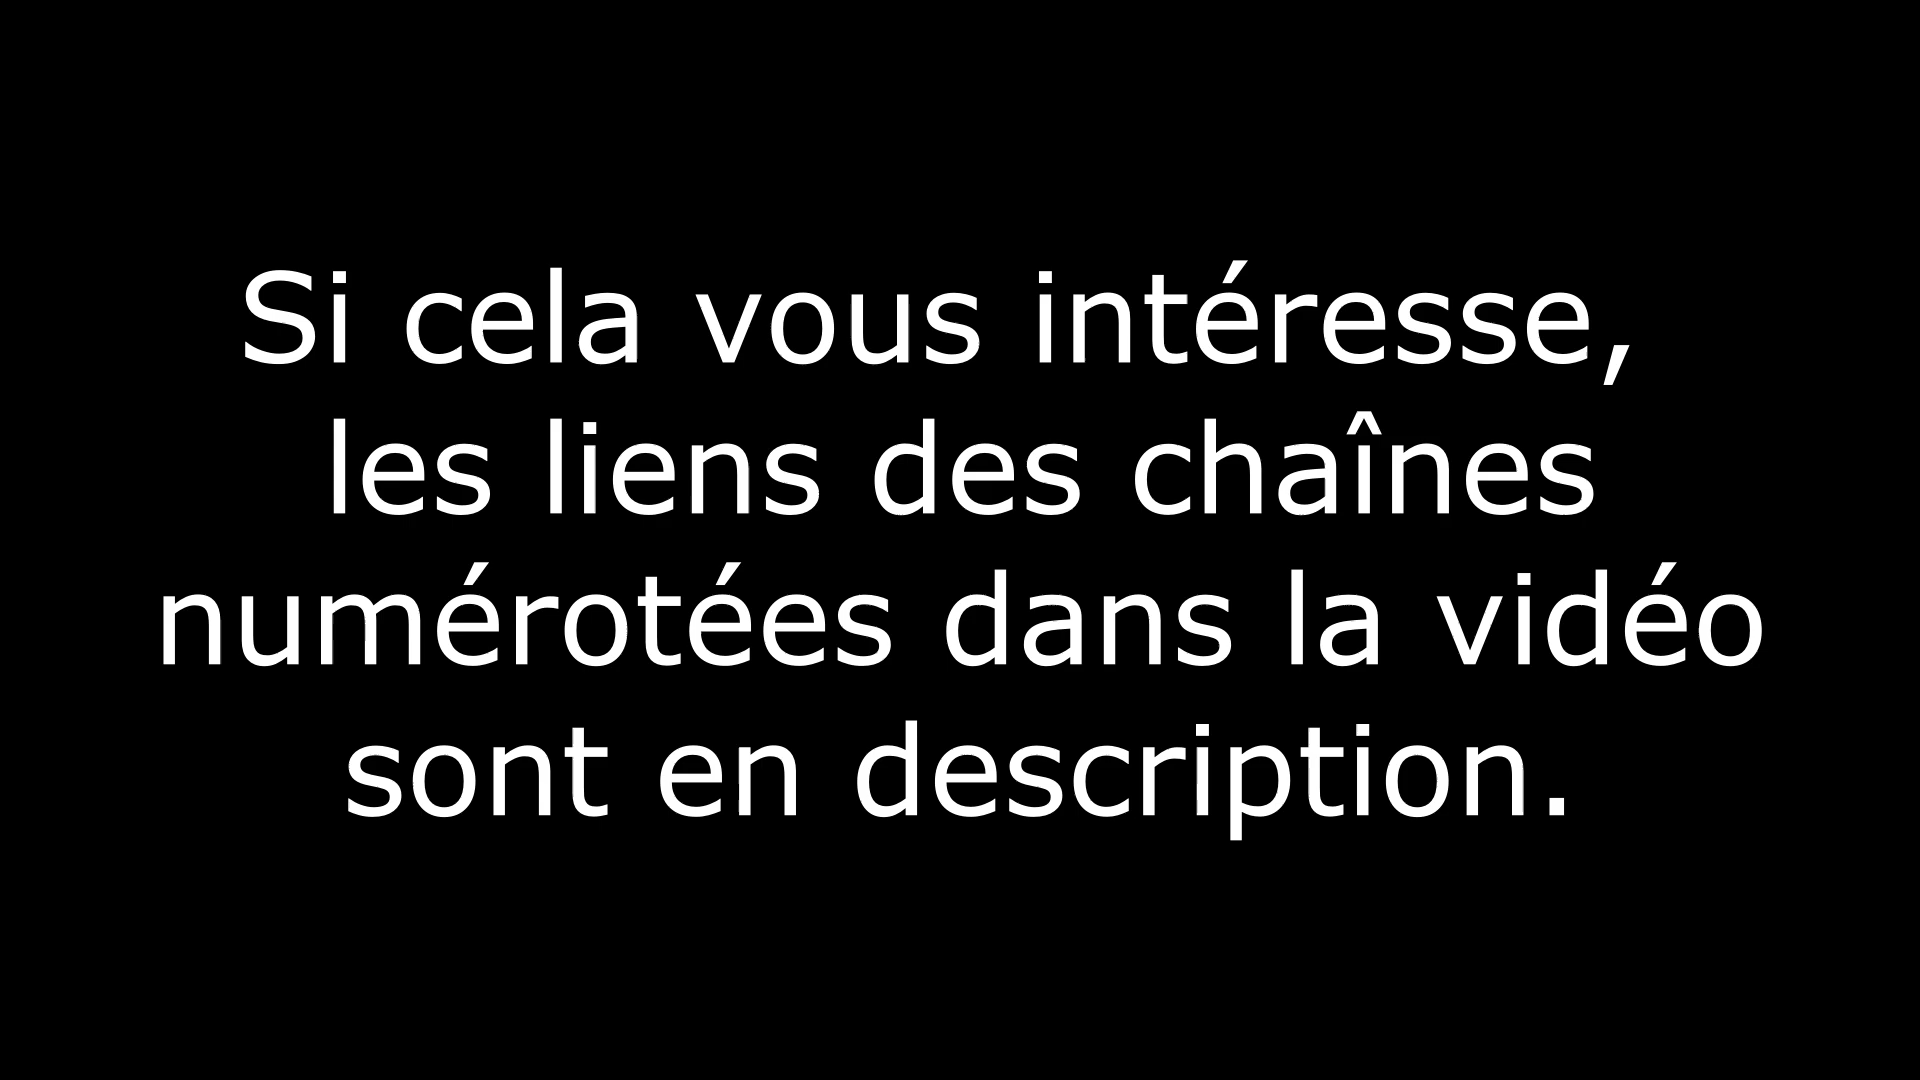 Si cela vous intéresse,
les liens des chaînes
numérotées dans la vidéo
sont en description.